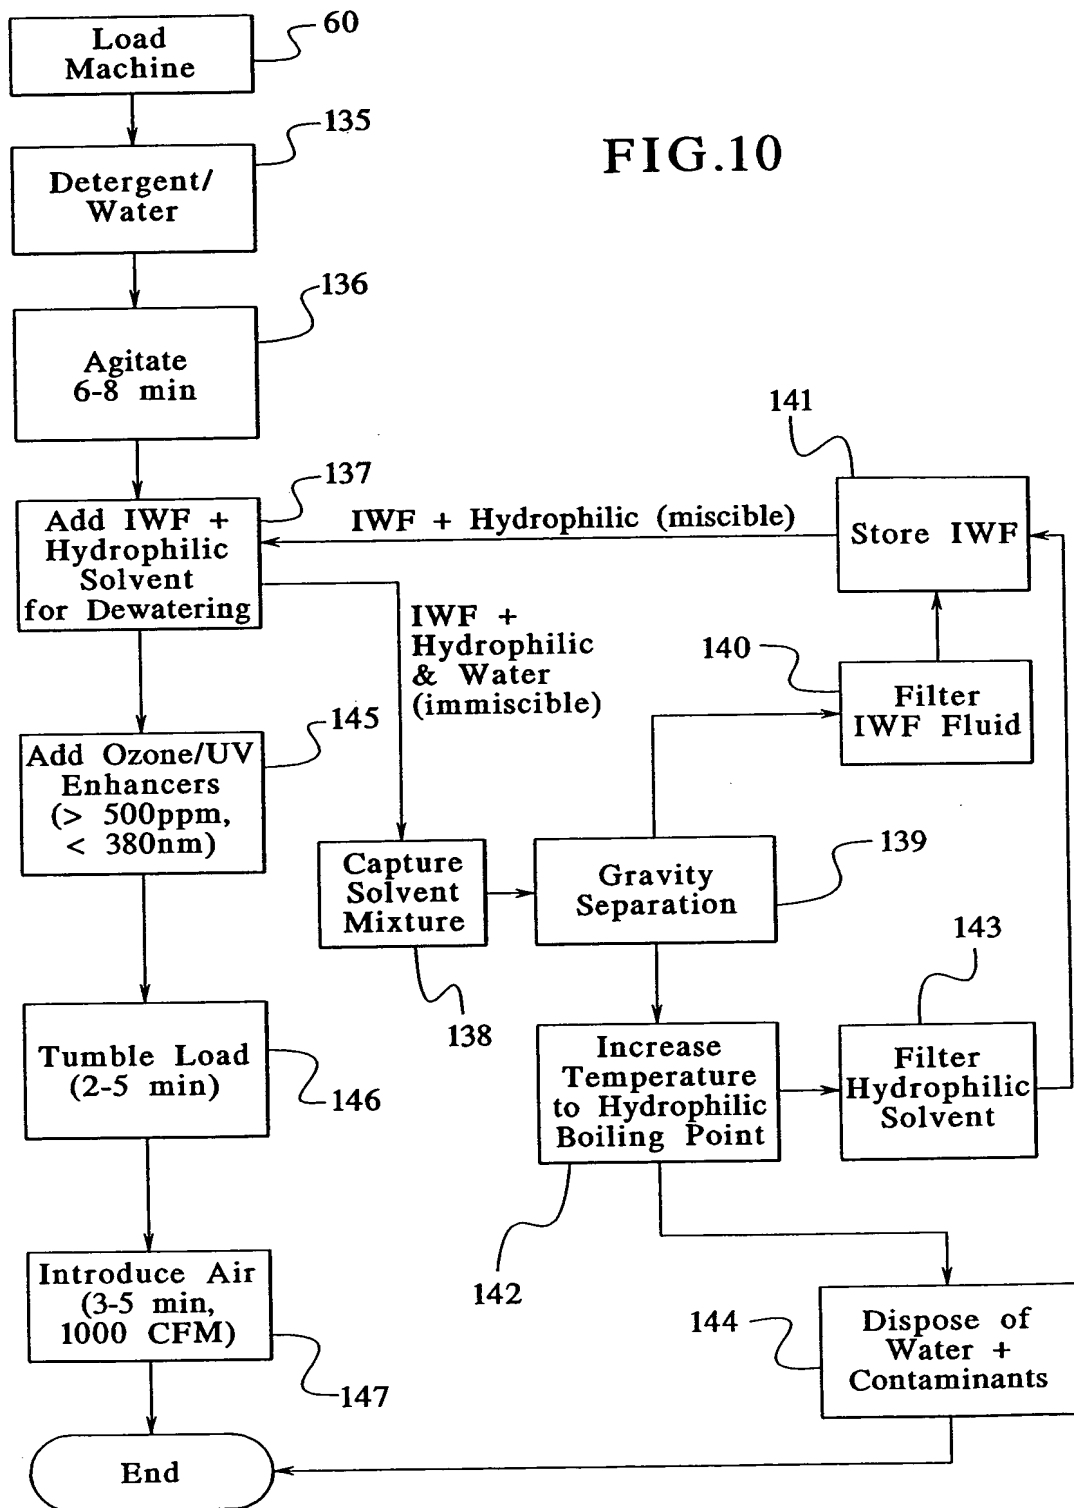 Load
Machine
60
FIG.10
Detergent/
Water
135
Agitate
6-8 min
136
Add IWF +
Hydrophilic
Solvent
for Dewatering
137
IWF + Hydrophilic (miscible)
Store IWF
141
IWF +
Hydrophilic
& Water
(immiscible)
Filter
IWF Fluid
140
Add Ozone/UV
Enhancers
(> 500ppm,
< 380nm)
145
Capture
Solvent
Mixture
138
Gravity
Separation
139
Tumble Load
(2-5 min)
146
Increase
Temperature
to Hydrophilic
Boiling Point
142
Filter
Hydrophilic
Solvent
143
Introduce Air
(3-5 min,
1000 CFM)
147
Dispose of
Water +
Contaminants
144
End